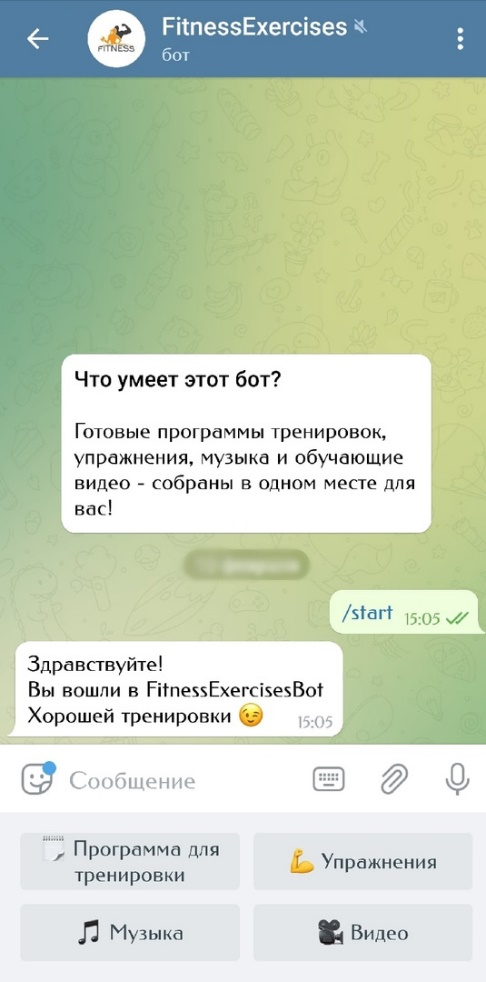 FitnessExercises
бот
FITNESS
Что умеет этот бот?
Готовые программы тренировок,
упражнения, музыка и обучающие
видео - собраны в одном месте для
вас!
/start 15:05
Здравствуйте!
Вы вошли в FitnessExercisesBot
Хорошей тренировки 😉 15:05
Сообщение
🗒 Программа для
тренировки
💪 Упражнения
🎵 Музыка
🎥 Видео